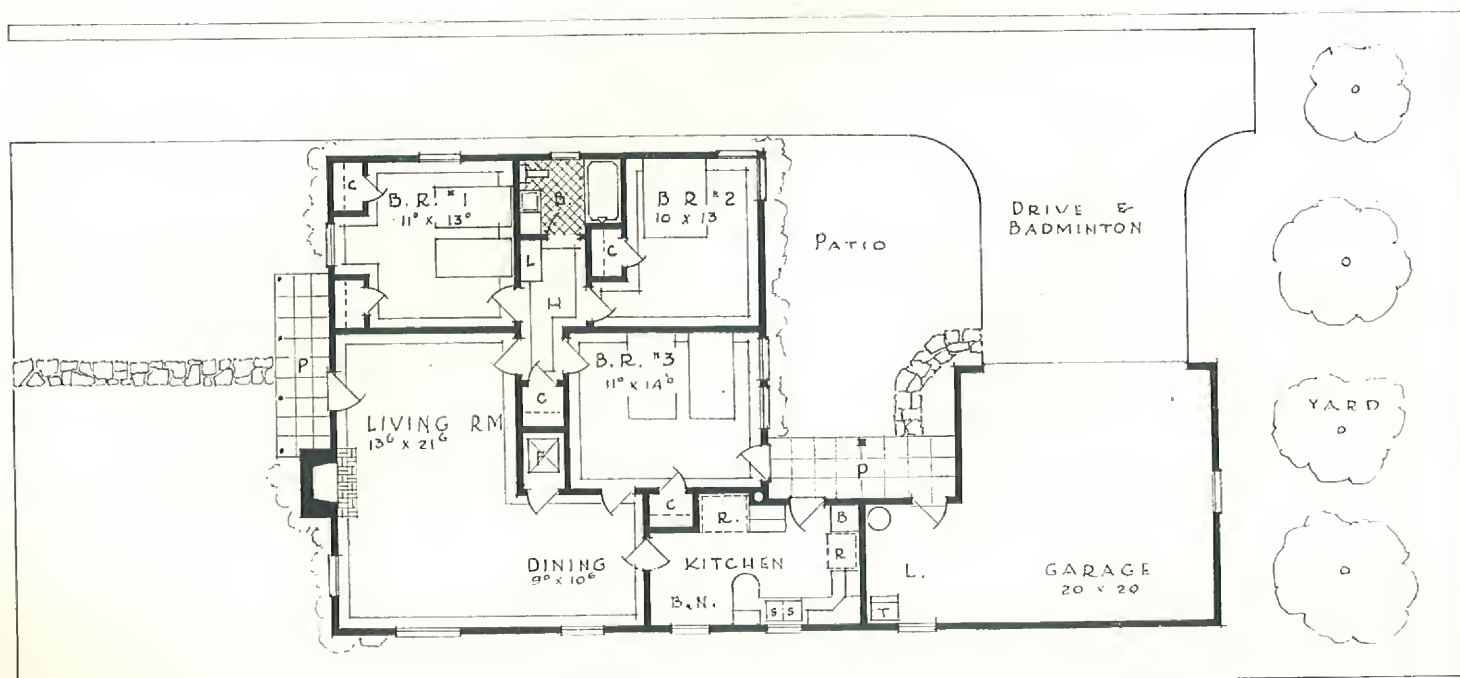 C
B. R. #1
11⁰ x 13⁰
B.
B R #2
10 x 13
C
L
H
PATIO
DRIVE &
BADMINTON
P
B. R. #3
11⁰ x 14⁰
C
LIVING RM
13⁶ x 21⁶
F
YARD
P
C
R.
B
R
DINING
9⁰ x 10⁶
KITCHEN
B.N.
S S
L.
T
GARAGE
20 x 20